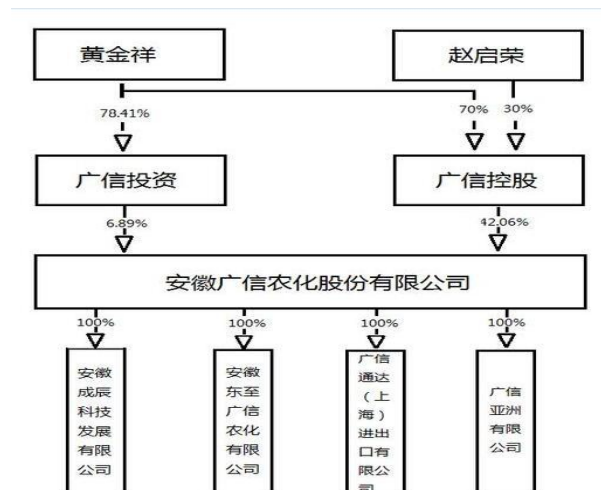 黄金祥
赵启荣
78.41%
70%
30%
广信投资
广信控股
6.89%
42.06%
安徽广信农化股份有限公司
100%
100%
100%
100%
安徽
成辰
科技
发展
有限
公司
安徽
东至
广信
农化
有限
公司
广信
通达
（上
海）
进出
口有
限公
司
广信
亚洲
有限
公司